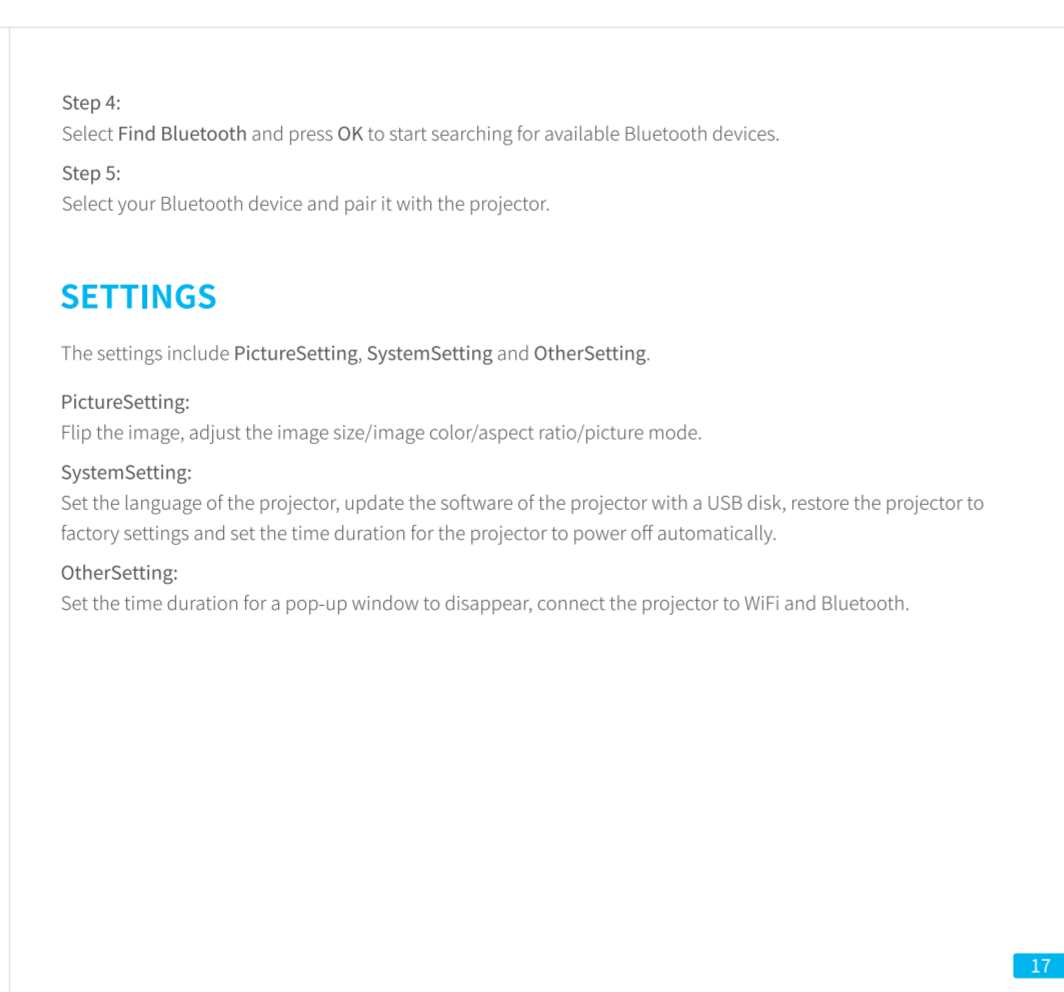 Step 4:
Select Find Bluetooth and press OK to start searching for available Bluetooth devices.
Step 5:
Select your Bluetooth device and pair it with the projector.
SETTINGS
The settings include PictureSetting, SystemSetting and OtherSetting.
PictureSetting:
Flip the image, adjust the image size/image color/aspect ratio/picture mode.
SystemSetting:
Set the language of the projector, update the software of the projector with a USB disk, restore the projector to
factory settings and set the time duration for the projector to power off automatically.
OtherSetting:
Set the time duration for a pop-up window to disappear, connect the projector to WiFi and Bluetooth.
17